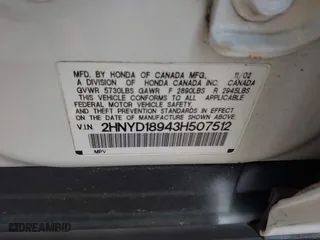 MFD. BY HONDA OF CANADA MFG. 11/02
A DIVISION OF HONDA CANADA INC. CANADA
GVWR 5730LBS GAWR F 2890LBS R 2945LBS
THIS VEHICLE CONFORMS TO ALL APPLICABLE
FEDERAL MOTOR VEHICLE SAFETY AND
THEFT PREVENTION STANDARDS IN EFFECT ON
THE DATE OF MANUFACTURE SHOWN ABOVE.
V.I.N. 2HNYD18943H507512
MPV
DREAMBID